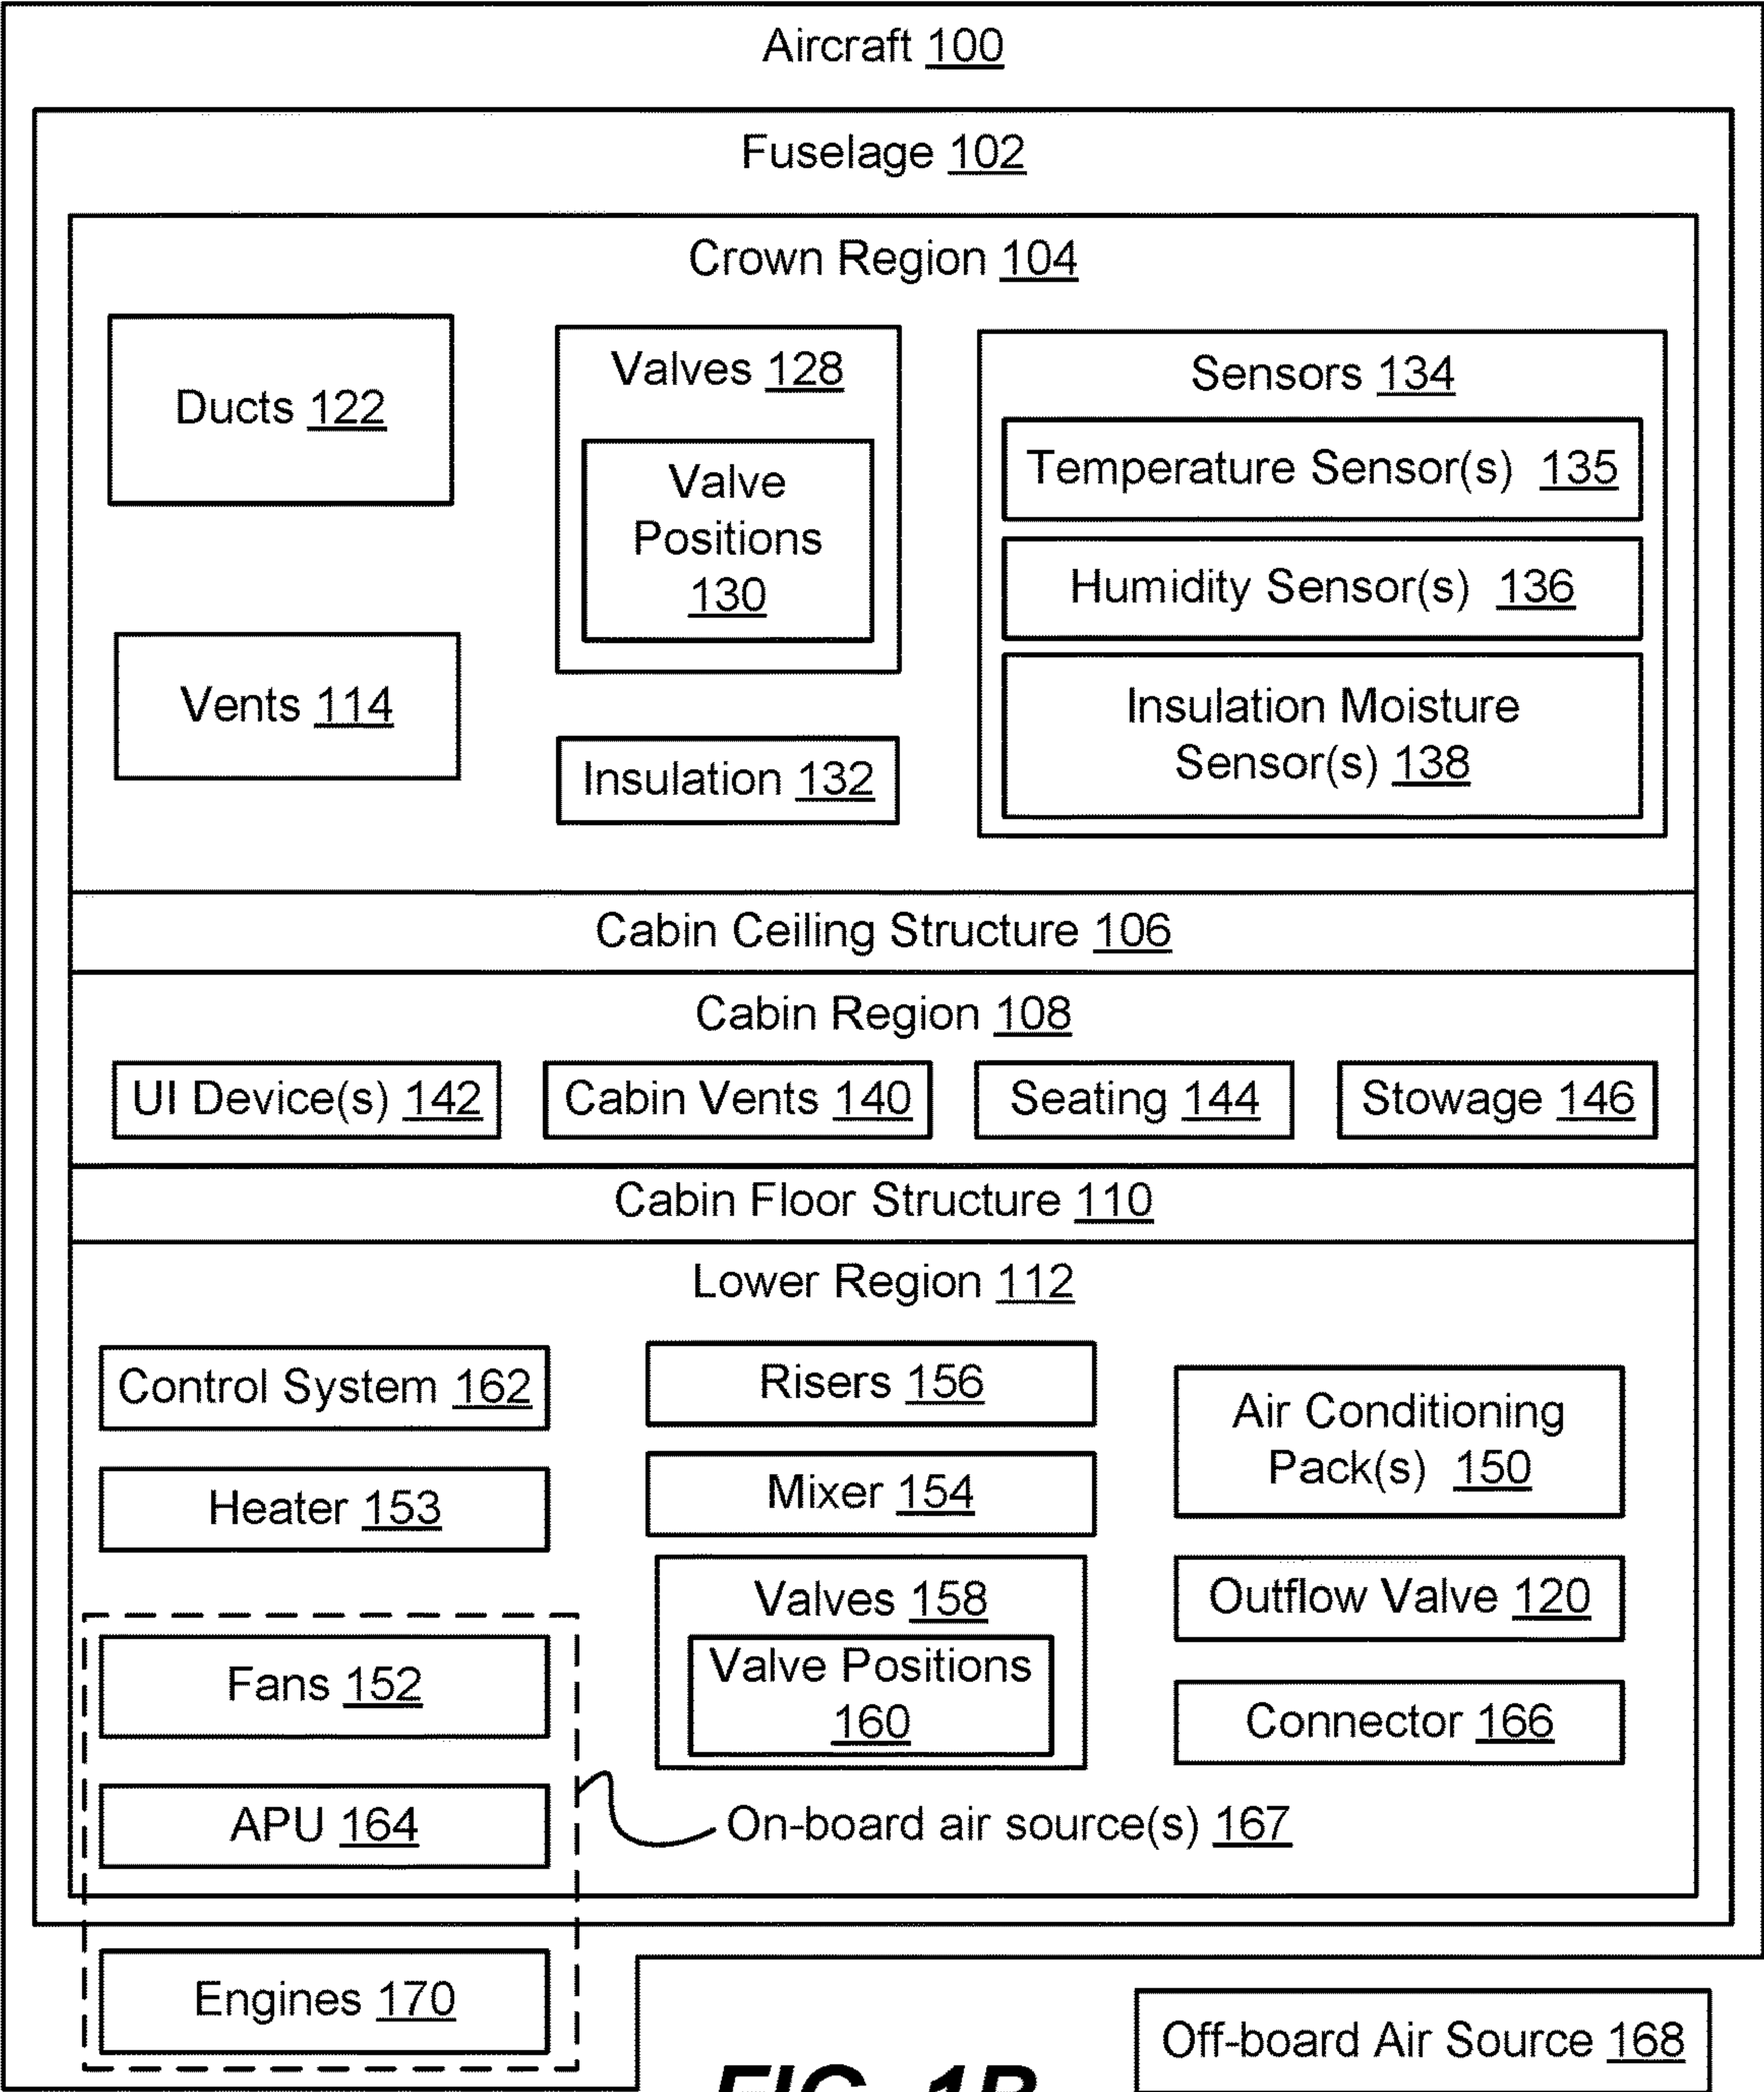 Aircraft 100
Fuselage 102
Crown Region 104
Ducts 122
Vents 114
Valves 128
Valve
Positions
130
Insulation 132
Sensors 134
Temperature Sensor(s) 135
Humidity Sensor(s) 136
Insulation Moisture
Sensor(s) 138
Cabin Ceiling Structure 106
Cabin Region 108
UI Device(s) 142
Cabin Vents 140
Seating 144
Stowage 146
Cabin Floor Structure 110
Lower Region 112
Control System 162
Heater 153
Fans 152
APU 164
Risers 156
Mixer 154
Valves 158
Valve Positions
160
Air Conditioning
Pack(s) 150
Outflow Valve 120
Connector 166
On-board air source(s) 167
Engines 170
Off-board Air Source 168
FIG. 1B